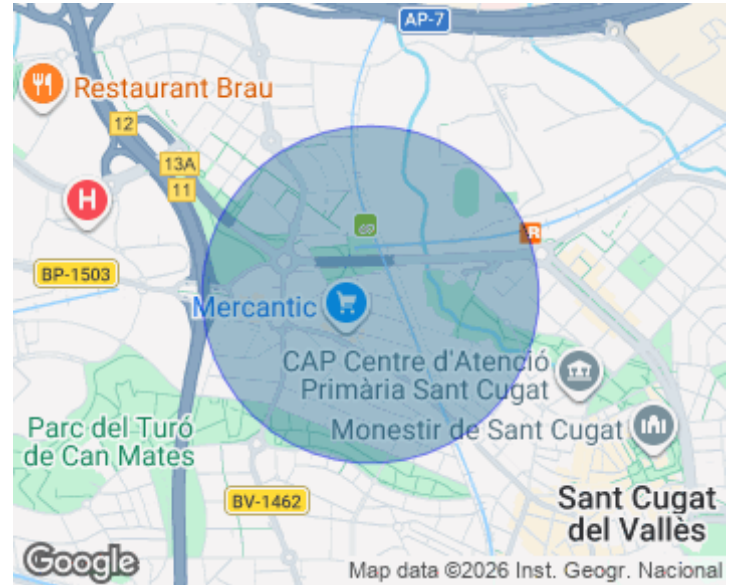 AP-7
Restaurant Brau
12
13A
11
H
R
BP-1503
Mercantic
CAP Centre d'Atenció
Primària Sant Cugat
Parc del Turó
de Can Mates
Monestir de Sant Cugat
BV-1462
Sant Cugat
del Vallès
Google
Map data ©2026 Inst. Geogr. Nacional